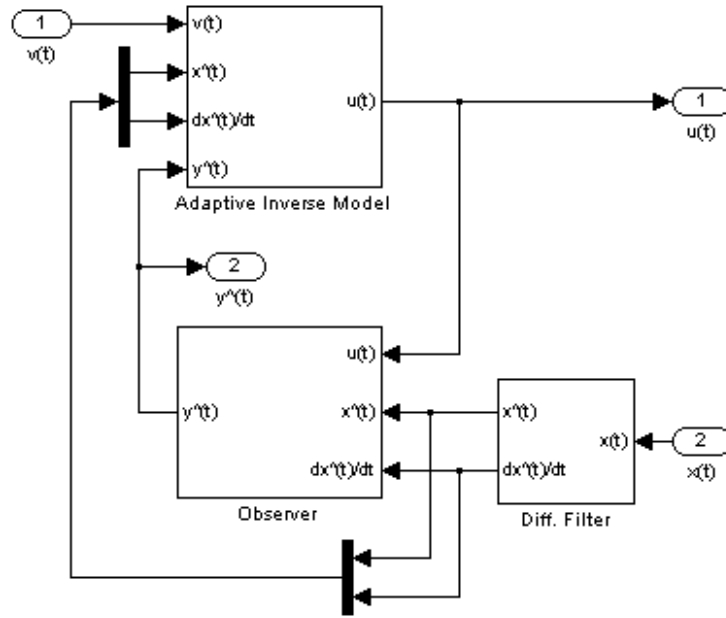 1
v(t)
v(t)
x^(t)
dx^(t)/dt
y^(t)
u(t)
Adaptive Inverse Model
1
u(t)
2
y^(t)
y^(t)
u(t)
x^(t)
dx^(t)/dt
Observer
x^(t)
dx^(t)/dt
x(t)
Diff. Filter
2
x(t)